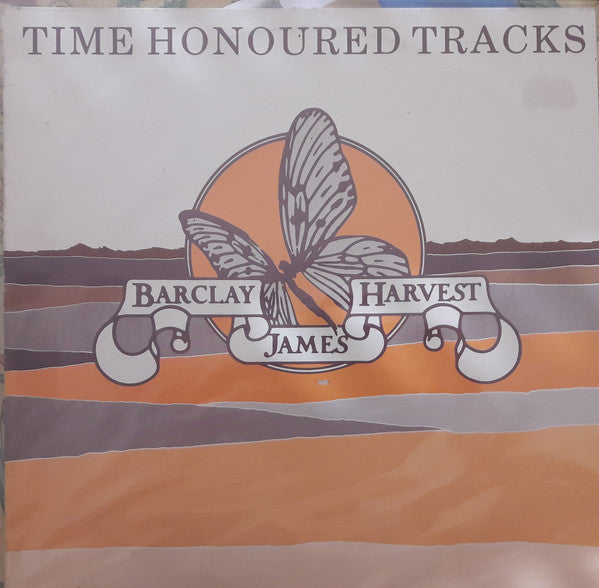 TIME HONOURED TRACKS
BARCLAY
JAMES
HARVEST